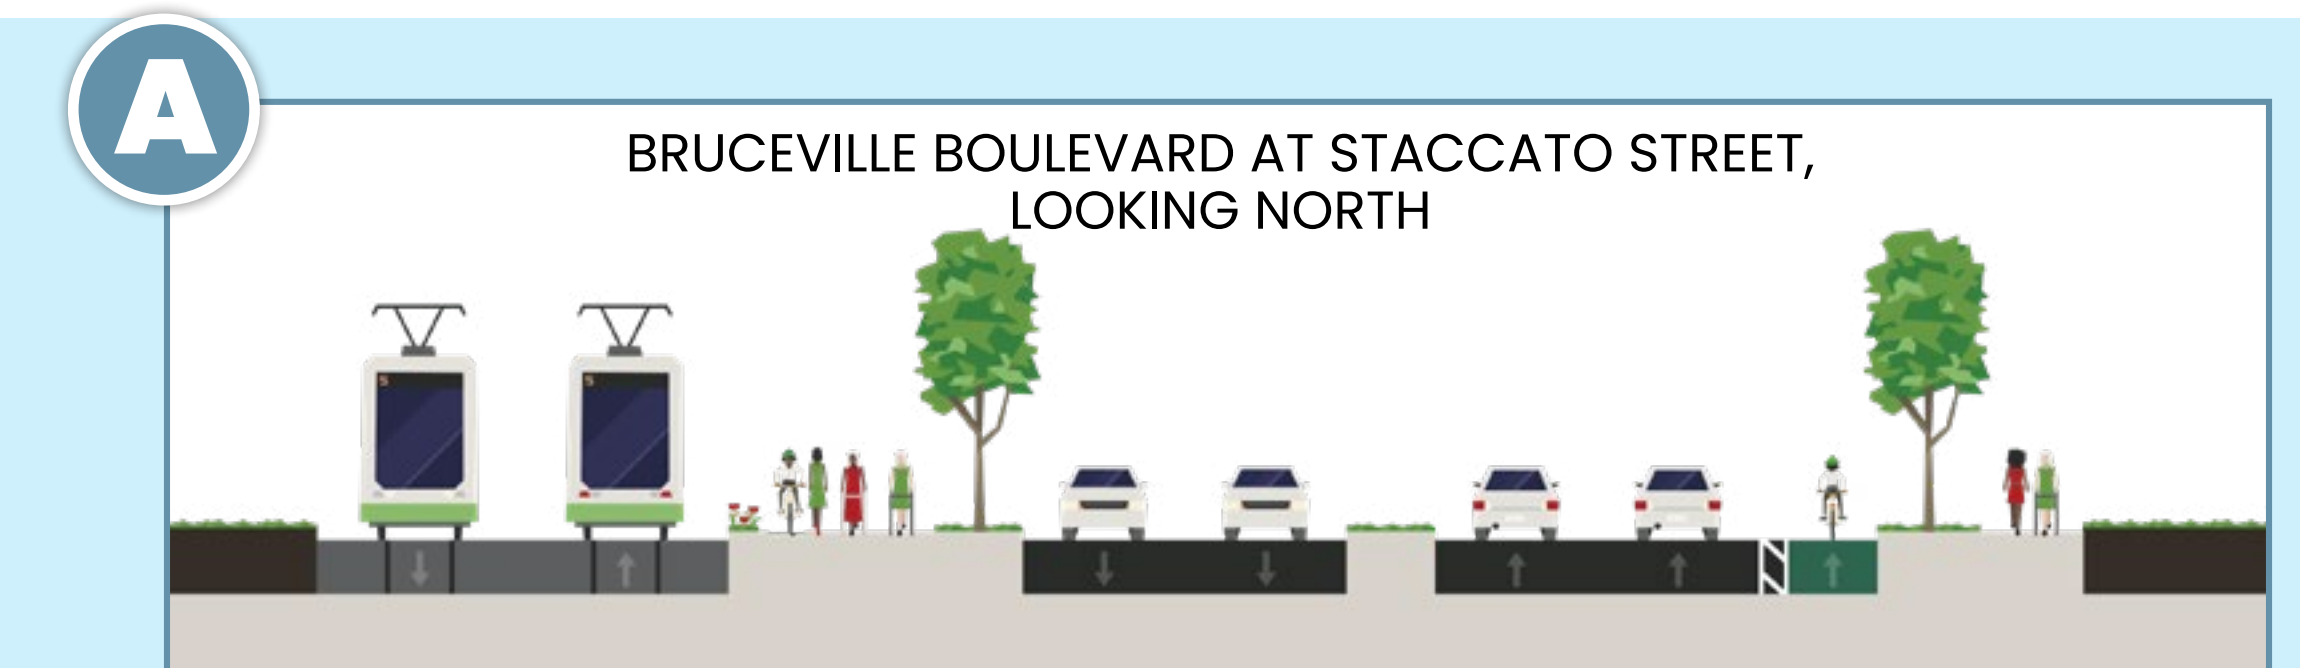 A
BRUCEVILLE BOULEVARD AT STACCATO STREET,
LOOKING NORTH
S S